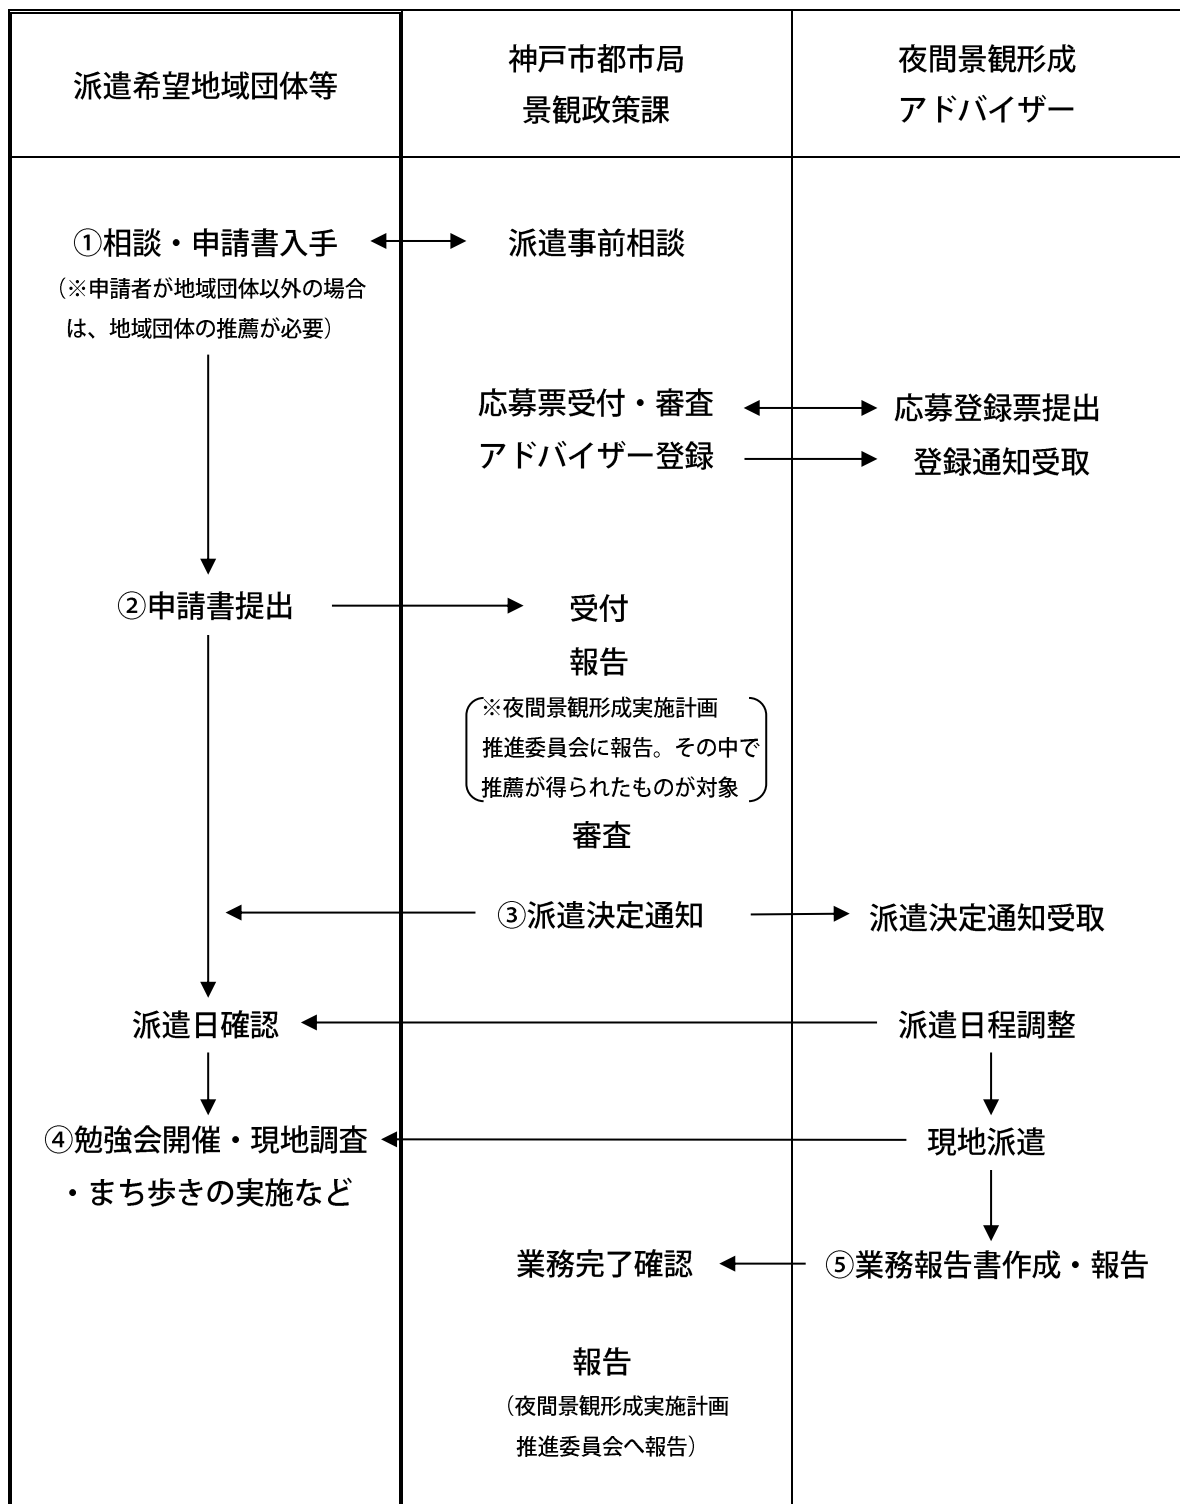 派遣希望地域団体等
神戸市都市局
景観政策課
夜間景観形成
アドバイザー
①相談・申請書入手
派遣事前相談
（※申請者が地域団体以外の場合
は、地域団体の推薦が必要）
応募票受付・審査
応募登録票提出
アドバイザー登録
登録通知受取
②申請書提出
受付
報告
※夜間景観形成実施計画
推進委員会に報告。その中で
推薦が得られたものが対象
審査
③派遣決定通知
派遣決定通知受取
派遣日確認
派遣日程調整
④勉強会開催・現地調査
・まち歩きの実施など
現地派遣
業務完了確認
⑤業務報告書作成・報告
報告
（夜間景観形成実施計画
推進委員会へ報告）